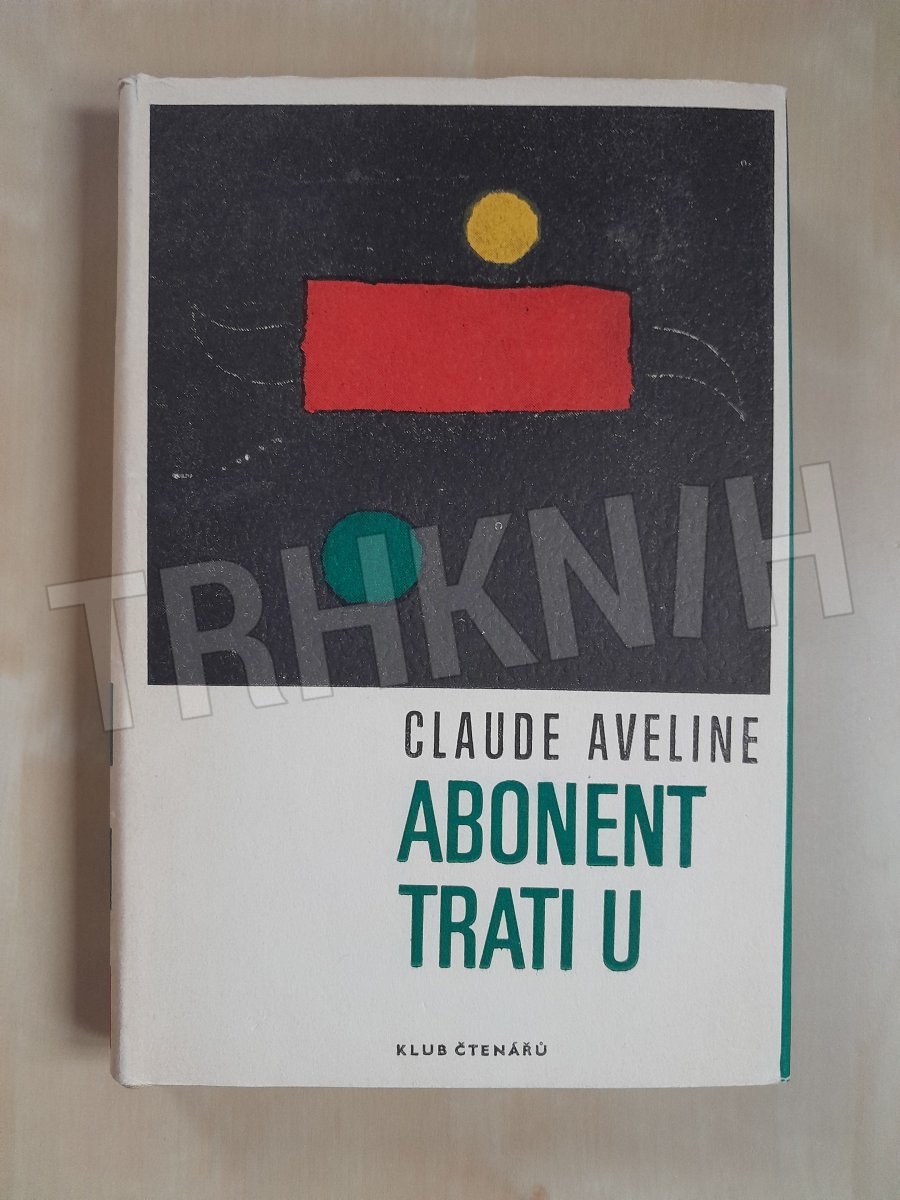 TRHKNIH
CLAUDE AVELINE
ABONENT
TRATI U
KLUB ČTENÁŘŮ